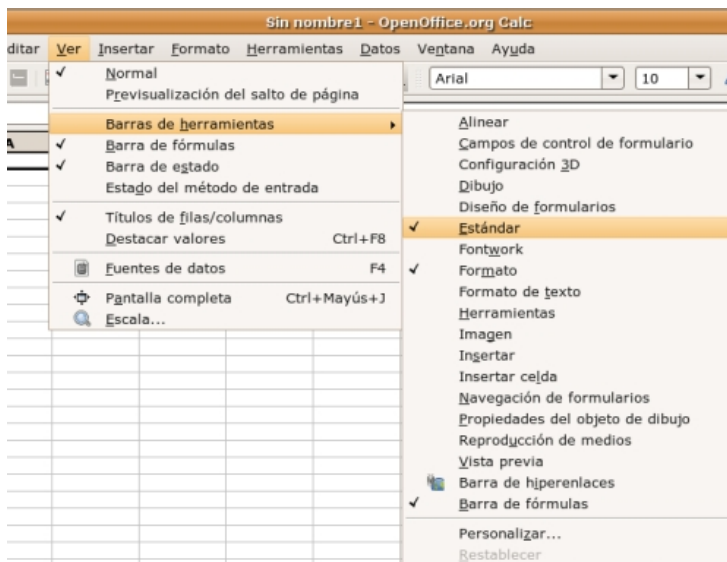 Sin nombre1 - OpenOffice.org Calc
ditar Ver Insertar Formato Herramientas Datos Ventana Ayuda
Arial 10
Normal
Previsualización del salto de página
Barras de herramientas
Barra de fórmulas
Barra de estado
Estado del método de entrada
Títulos de filas/columnas
Destacar valores Ctrl+F8
Fuentes de datos F4
Pantalla completa Ctrl+Mayús+J
Escala...
A
Alinear
Campos de control de formulario
Configuración 3D
Dibujo
Diseño de formularios
Estándar
Fontwork
Formato
Formato de texto
Herramientas
Imagen
Insertar
Insertar celda
Navegación de formularios
Propiedades del objeto de dibujo
Reproducción de medios
Vista previa
Barra de hiperenlaces
Barra de fórmulas
Personalizar...
Restablecer